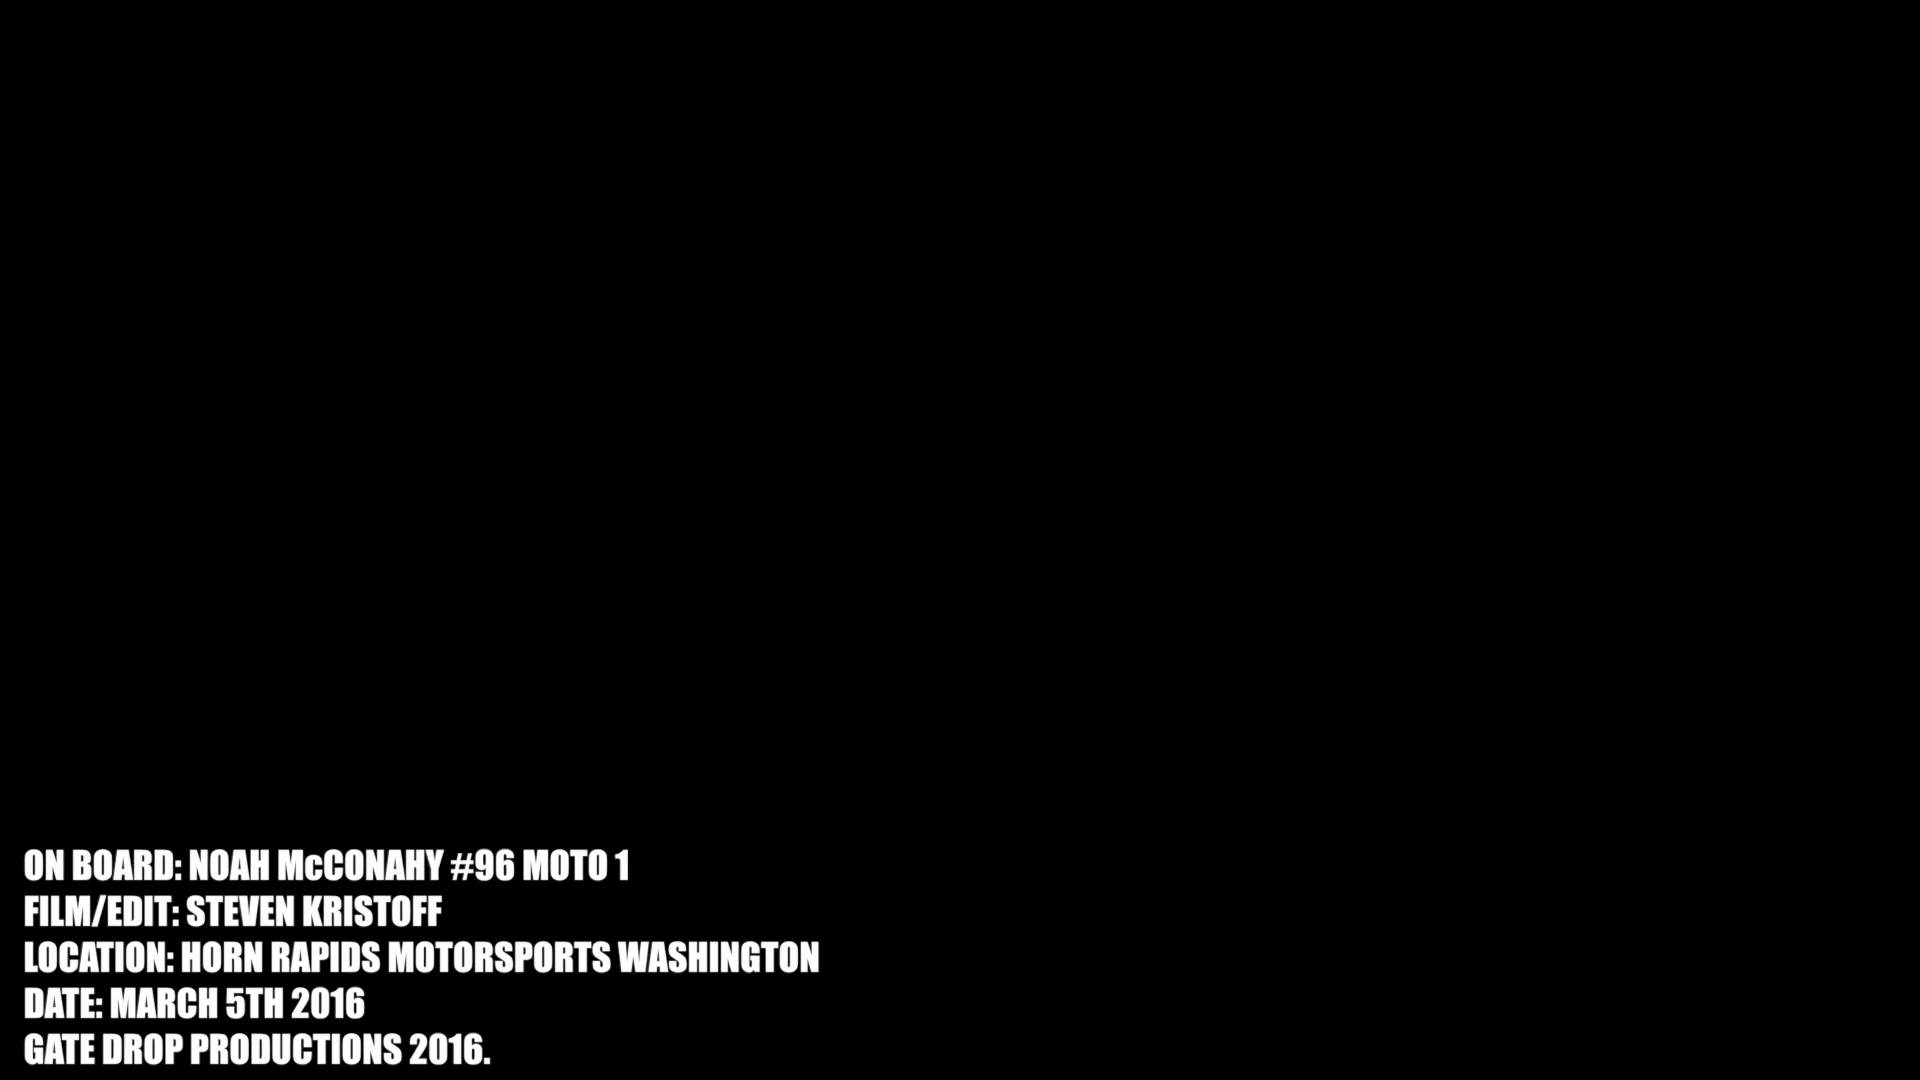 ON BOARD: NOAH McCONAHY #96 MOTO 1
FILM/EDIT: STEVEN KRISTOFF
LOCATION: HORN RAPIDS MOTORSPORTS WASHINGTON
DATE: MARCH 5TH 2016
GATE DROP PRODUCTIONS 2016.